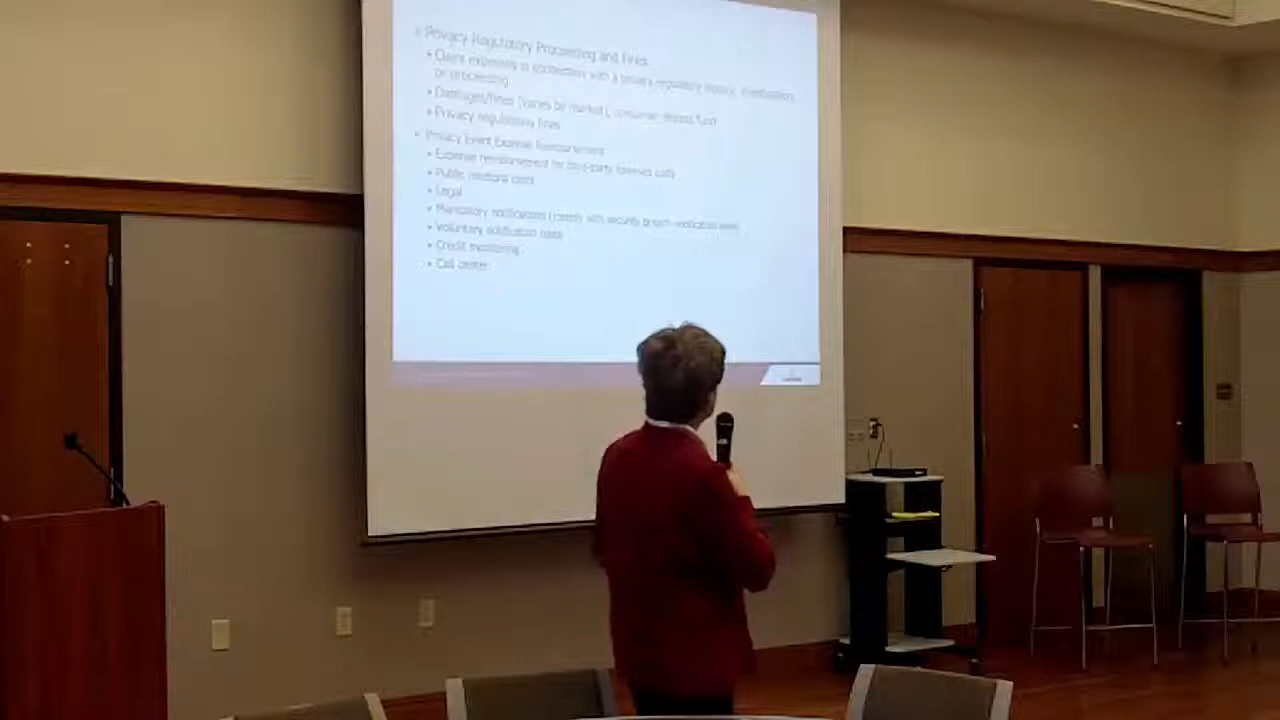 Privacy Regulatory Proceeding and Fines
Claim expenses in connection with a privacy regulatory inquiry, investigation
or proceeding
Damages/fines (varies by market), consumer redress fund
Privacy regulatory fines
Privacy Event Expense Reimbursement
Expense reimbursement for third-party forensics costs
Public relations costs
Legal
Mandatory notification costs with security breach notification laws
Voluntary notification costs
Credit monitoring
Call center